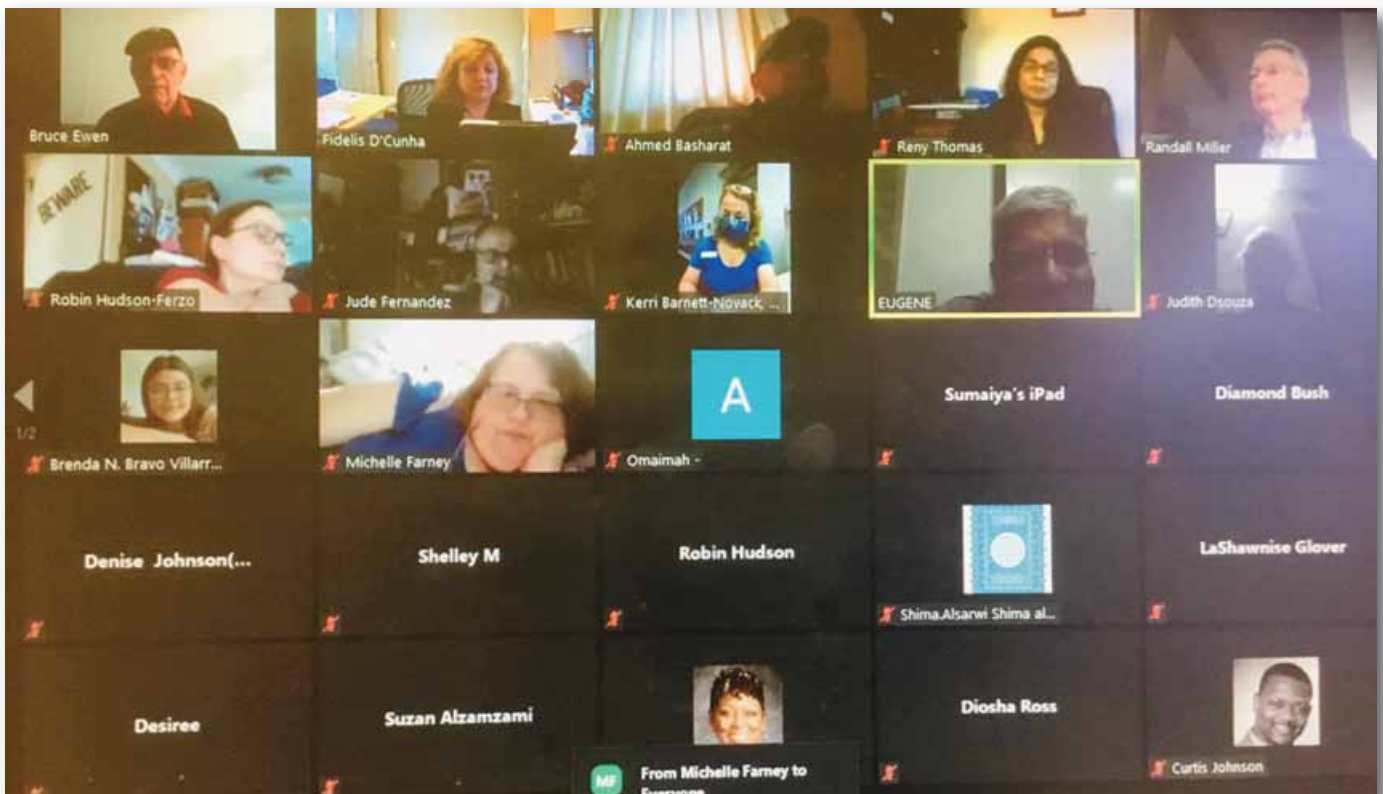 Bruce Ewen
Fidelis D'Cunha
Ahmed Basharat
Reny Thomas
Randall Miller
BEWARE
Robin Hudson-Ferzo
Jude Fernandez
Kerri Barnett-Novack, ...
EUGENE
Judith Dsouza
1/2
Brenda N. Bravo Villarr...
Michelle Farney
A
Omaimah -
Sumaiya's iPad
Diamond Bush
Denise Johnson(...
Shelley M
Robin Hudson
Shima.Alsarwi Shima al...
LaShawnise Glover
Desiree
Suzan Alzamzami
Diosha Ross
Curtis Johnson
MF
From Michelle Farney to
Everyone